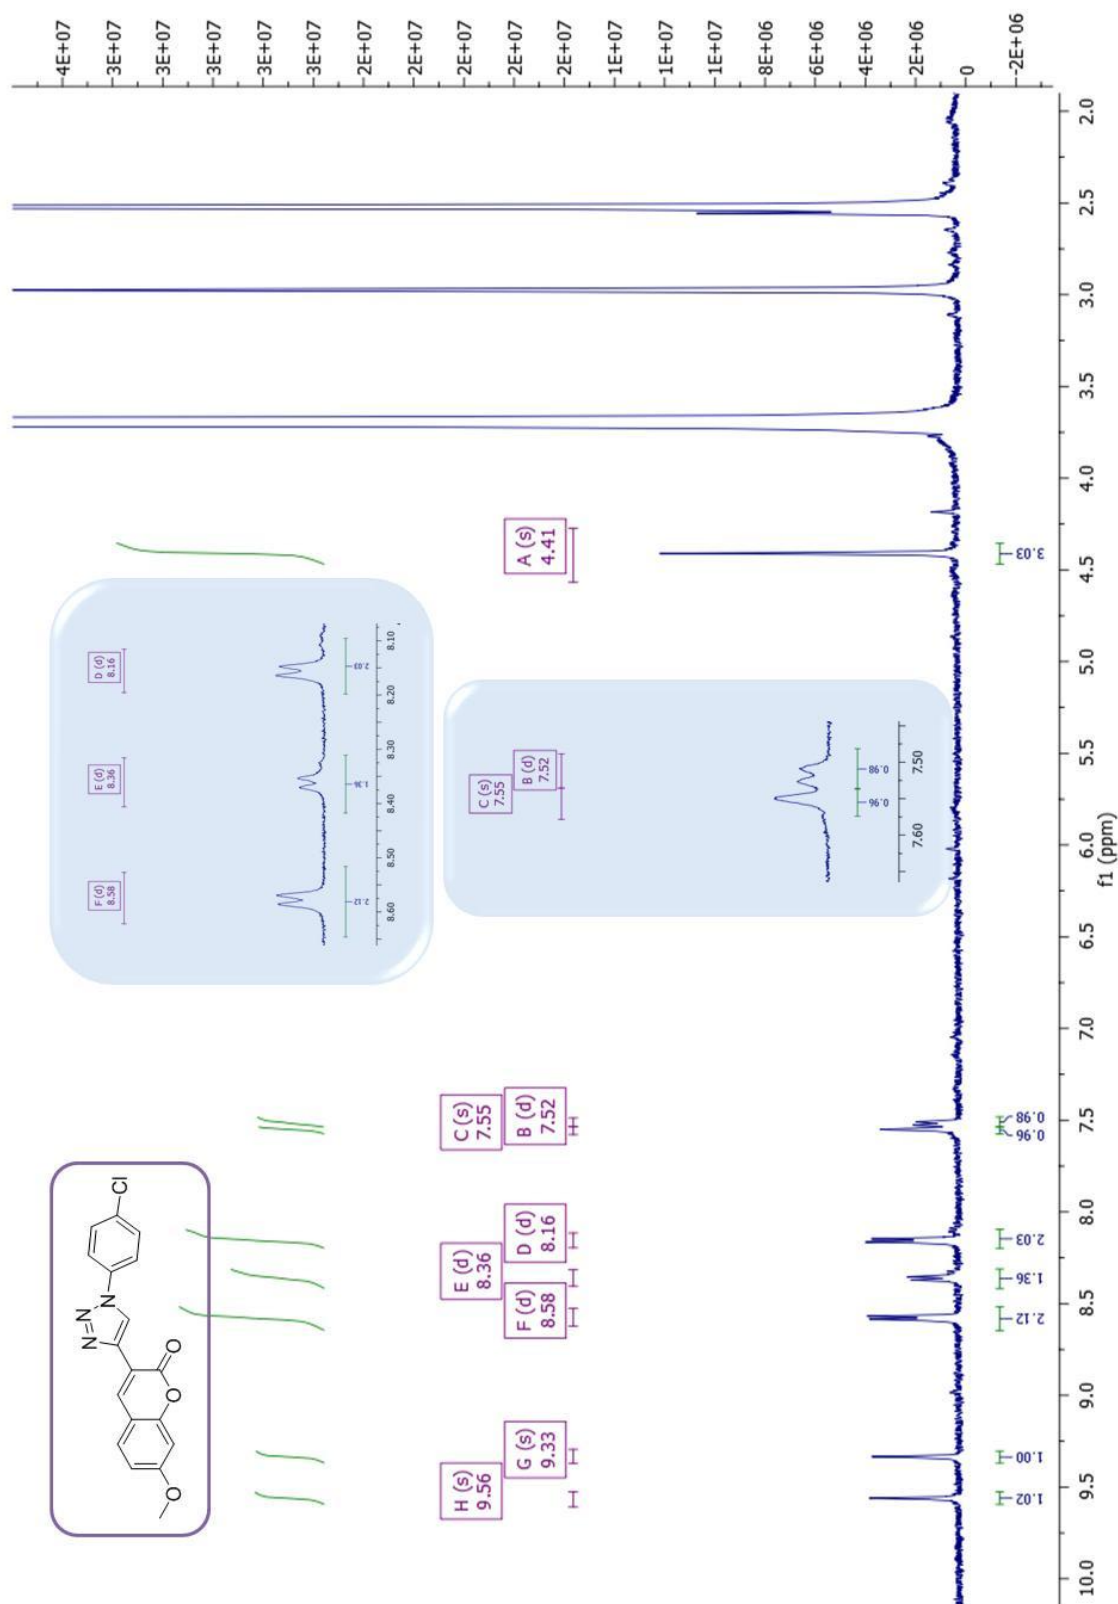 4E+07
3E+07
3E+07
3E+07
3E+07
3E+07
2E+07
2E+07
2E+07
2E+07
2E+07
1E+07
1E+07
1E+07
8E+06
6E+06
4E+06
2E+06
0
-2E+06
N
N
N
Cl
O
O
O
H (s)
9.56
G (s)
9.33
F (d)
8.58
E (d)
8.36
D (d)
8.16
C (s)
7.55
B (d)
7.52
A (s)
4.41
F (d)
8.58
E (d)
8.36
D (d)
8.16
2.12
1.36
2.03
8.60
8.50
8.40
8.30
8.20
8.10
C (s)
7.55
B (d)
7.52
0.96
0.98
7.60
7.50
1.02
1.00
2.12
1.36
2.03
0.96
0.98
3.03
10.0
9.5
9.0
8.5
8.0
7.5
7.0
6.5
6.0
5.5
5.0
4.5
4.0
3.5
3.0
2.5
2.0
f1 (ppm)